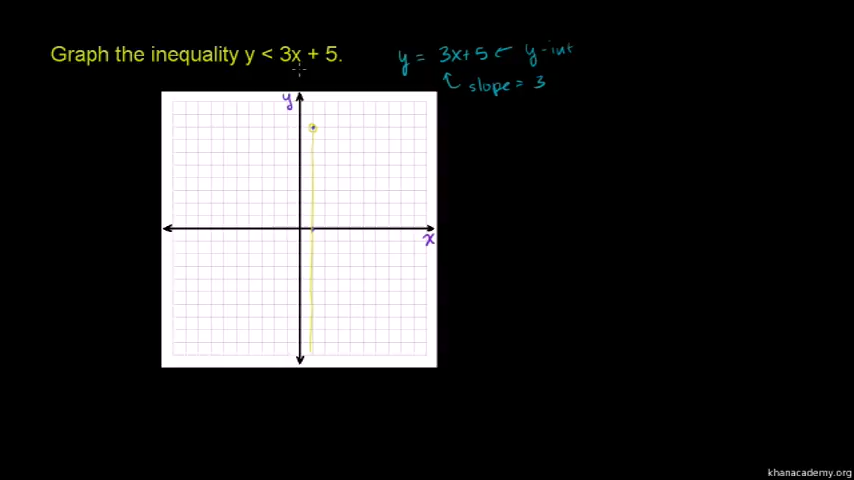 Graph the inequality y < 3x + 5.
y = 3x+5 ← y-int
slope = 3
y
x
khanacademy.org